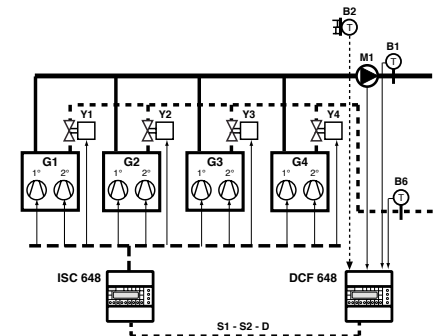 B2
B1
M1
Y1 Y2 Y3 Y4
G1 G2 G3 G4
1° 2° 1° 2° 1° 2° 1° 2°
T
T
T
B6
ISC 648
DCF 648
S1 - S2 - D